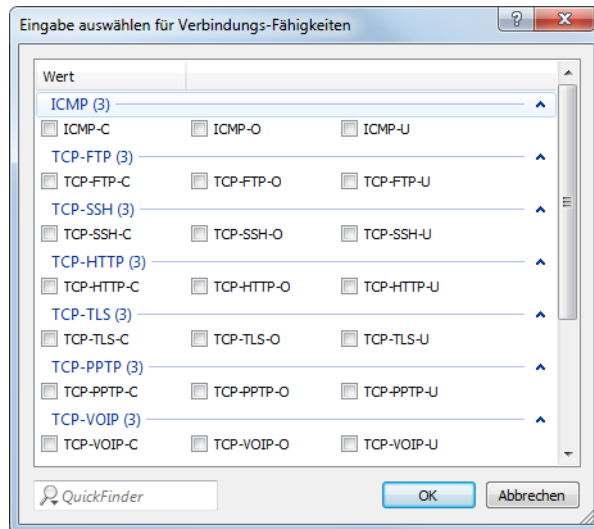 Eingabe auswählen für Verbindungs-Fähigkeiten
Wert
ICMP (3)
ICMP-C ICMP-O ICMP-U
TCP-FTP (3)
TCP-FTP-C TCP-FTP-O TCP-FTP-U
TCP-SSH (3)
TCP-SSH-C TCP-SSH-O TCP-SSH-U
TCP-HTTP (3)
TCP-HTTP-C TCP-HTTP-O TCP-HTTP-U
TCP-TLS (3)
TCP-TLS-C TCP-TLS-O TCP-TLS-U
TCP-PPTP (3)
TCP-PPTP-C TCP-PPTP-O TCP-PPTP-U
TCP-VOIP (3)
TCP-VOIP-C TCP-VOIP-O TCP-VOIP-U
QuickFinder OK Abbrechen